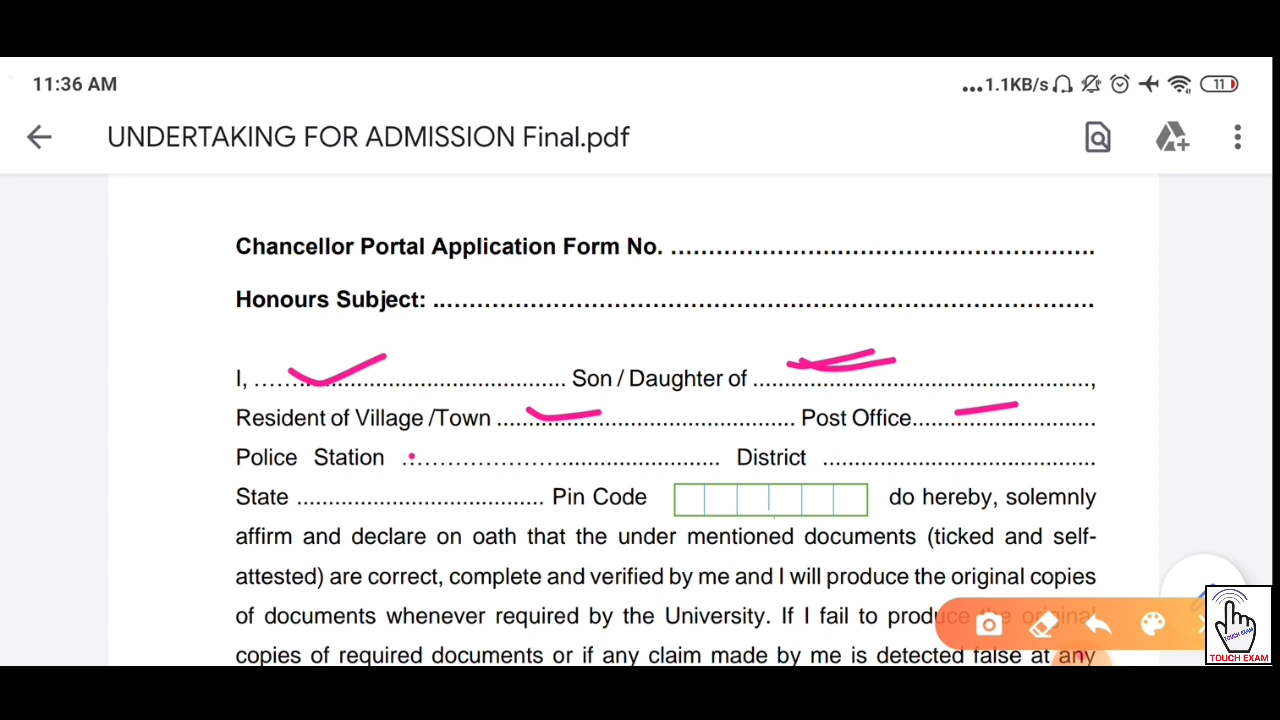 11:36 AM
...1.1KB/s
11
UNDERTAKING FOR ADMISSION Final.pdf
Chancellor Portal Application Form No. ....................................................
Honours Subject: ................................................................................
I, .................................................. Son / Daughter of ......................................................,
Resident of Village /Town ................................................ Post Office.............................
Police Station .................................................. District ............................................
State ....................................... Pin Code do hereby, solemnly
affirm and declare on oath that the under mentioned documents (ticked and self-
attested) are correct, complete and verified by me and I will produce the original copies
of documents whenever required by the University. If I fail to produce the original
copies of required documents or if any claim made by me is detected false at any
TOUCH EXAM
TOUCH EXAM